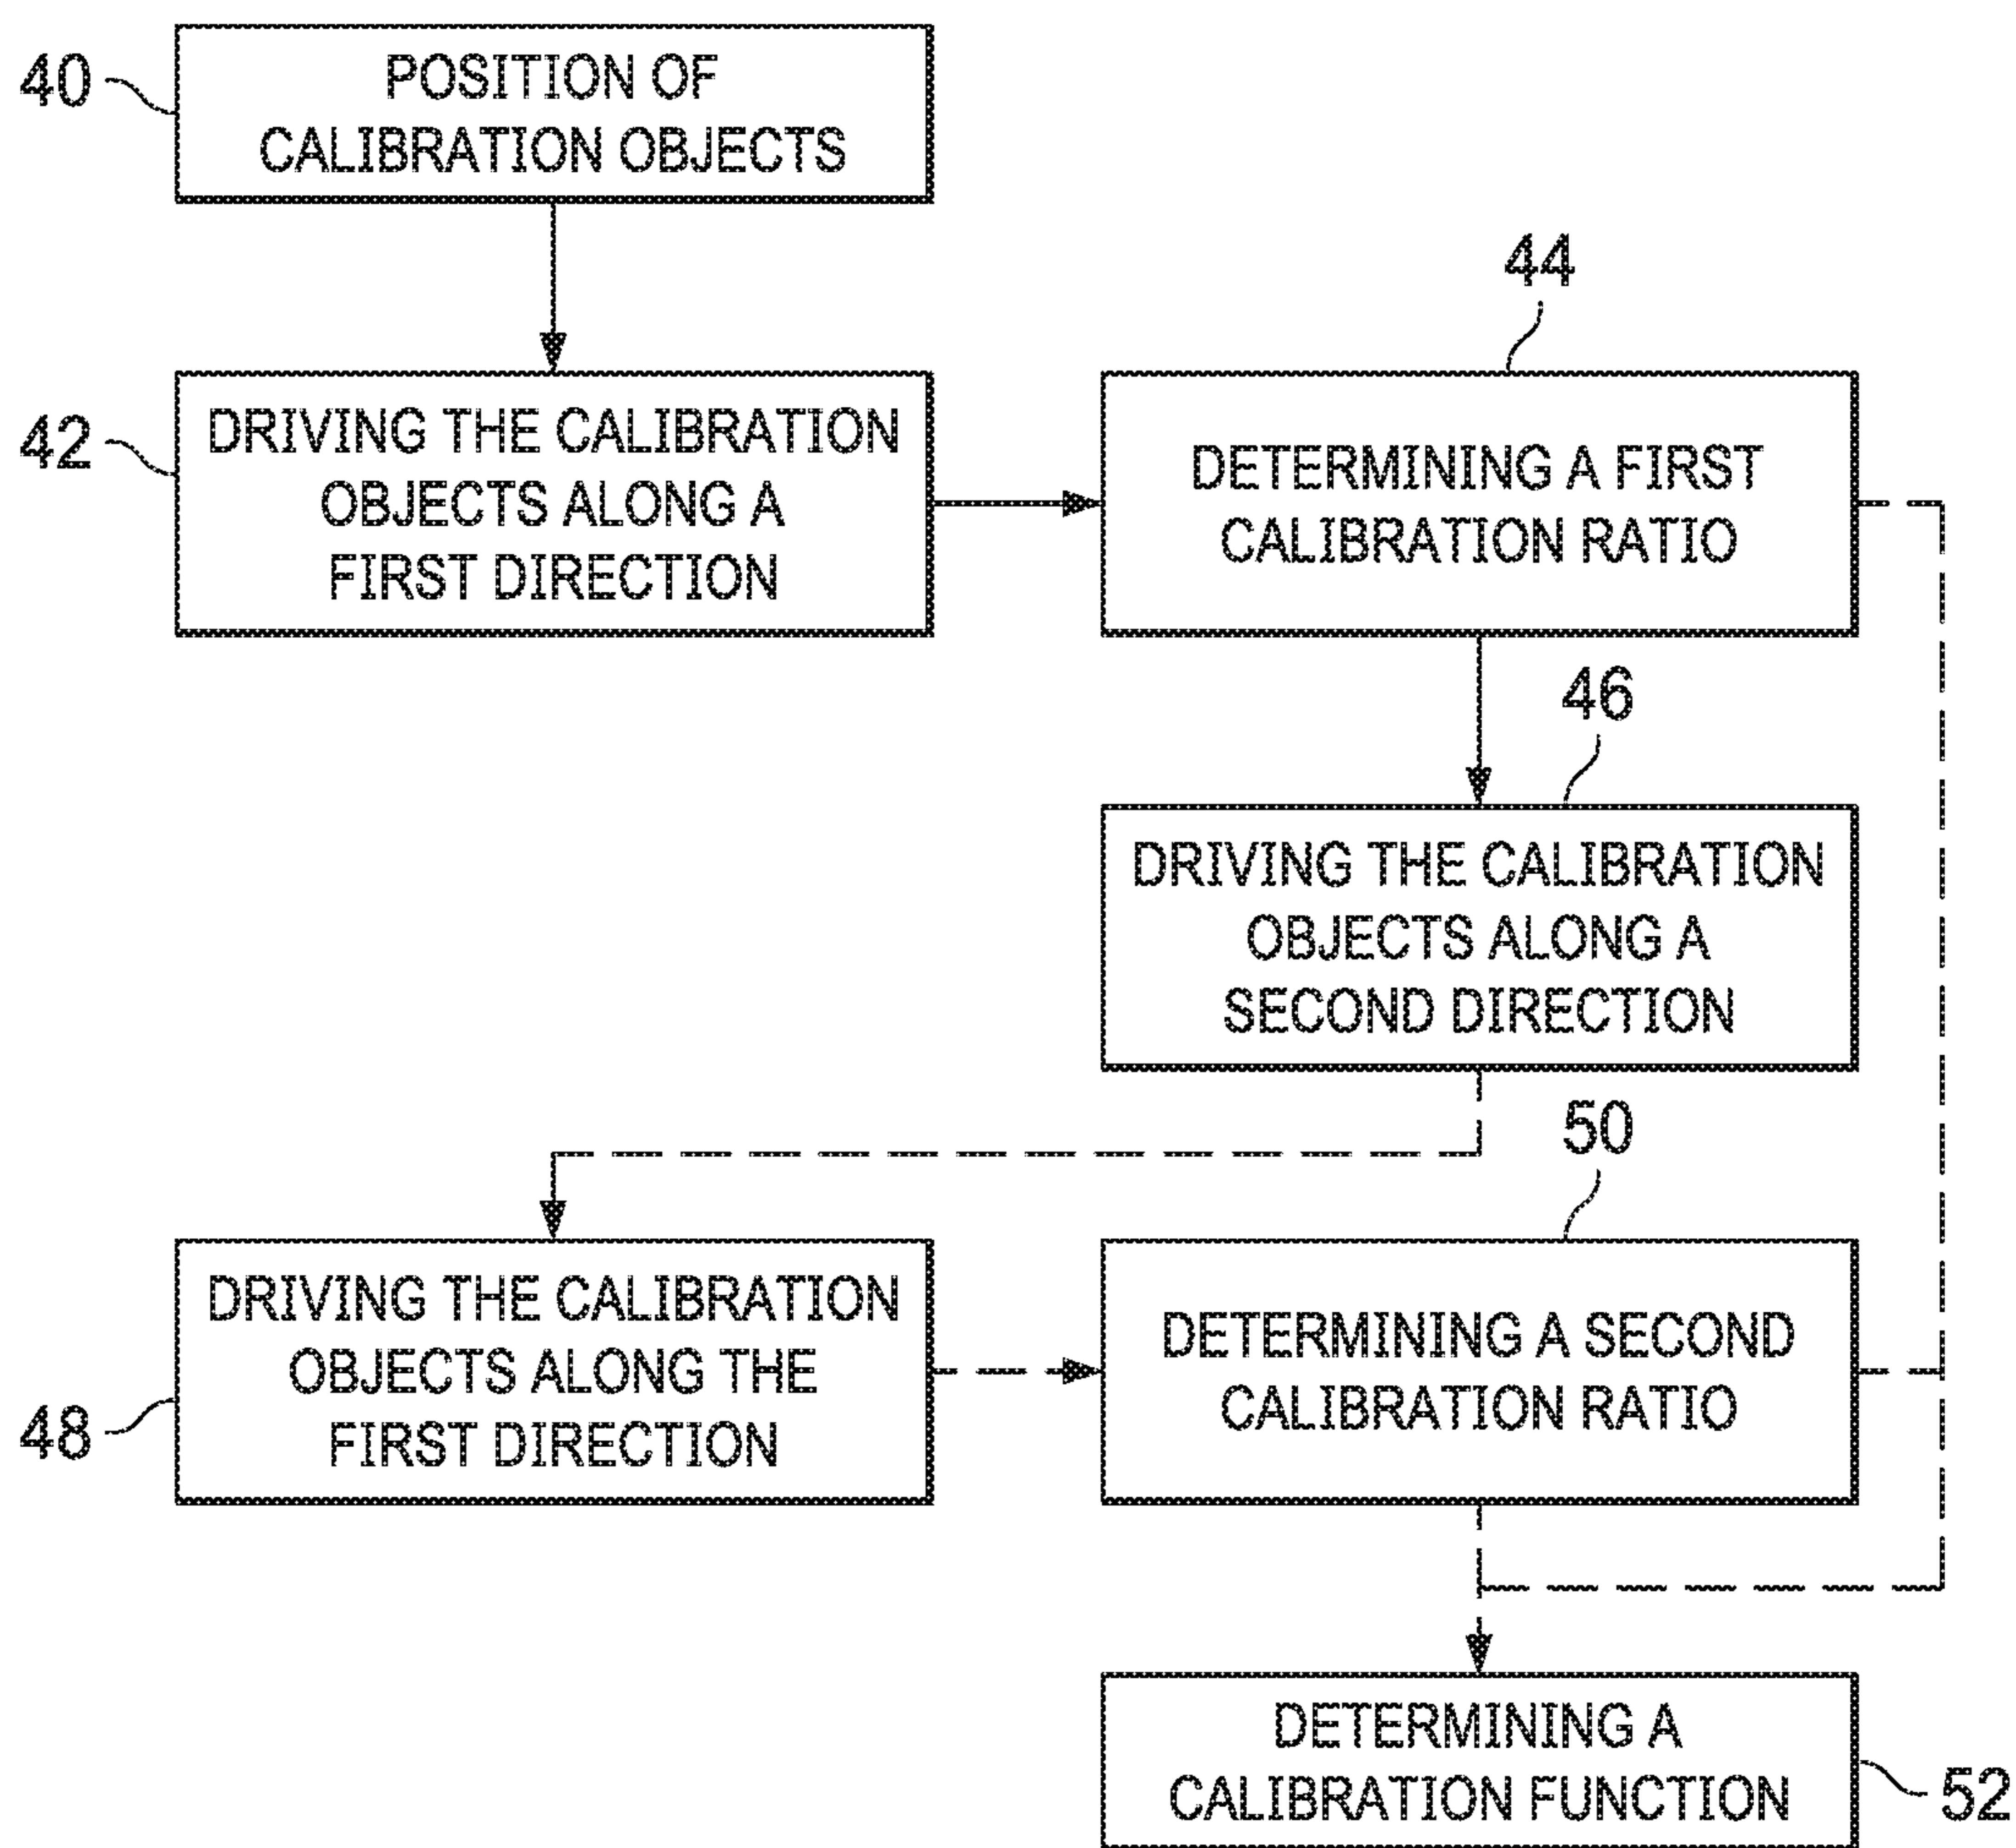 40
POSITION OF
CALIBRATION OBJECTS
42
DRIVING THE CALIBRATION
OBJECTS ALONG A
FIRST DIRECTION
44
DETERMINING A FIRST
CALIBRATION RATIO
46
DRIVING THE CALIBRATION
OBJECTS ALONG A
SECOND DIRECTION
48
DRIVING THE CALIBRATION
OBJECTS ALONG THE
FIRST DIRECTION
50
DETERMINING A SECOND
CALIBRATION RATIO
DETERMINING A
CALIBRATION FUNCTION
52